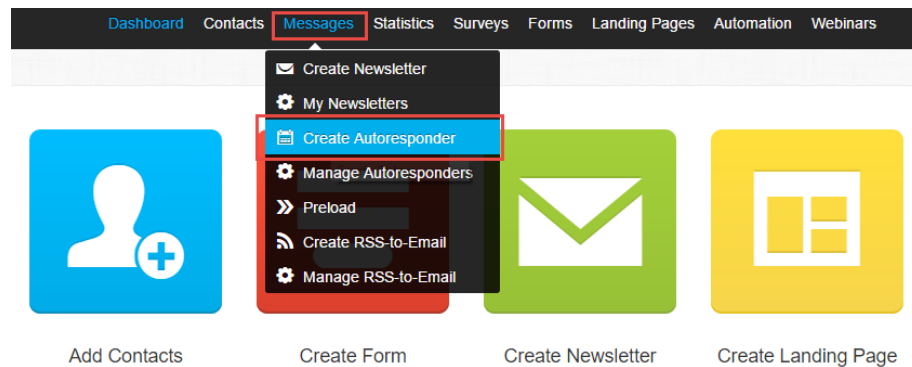 Dashboard Contacts Messages Statistics Surveys Forms Landing Pages Automation Webinars
Create Newsletter
My Newsletters
Create Autoresponder
Manage Autoresponders
Preload
Create RSS-to-Email
Manage RSS-to-Email
Add Contacts Create Form Create Newsletter Create Landing Page